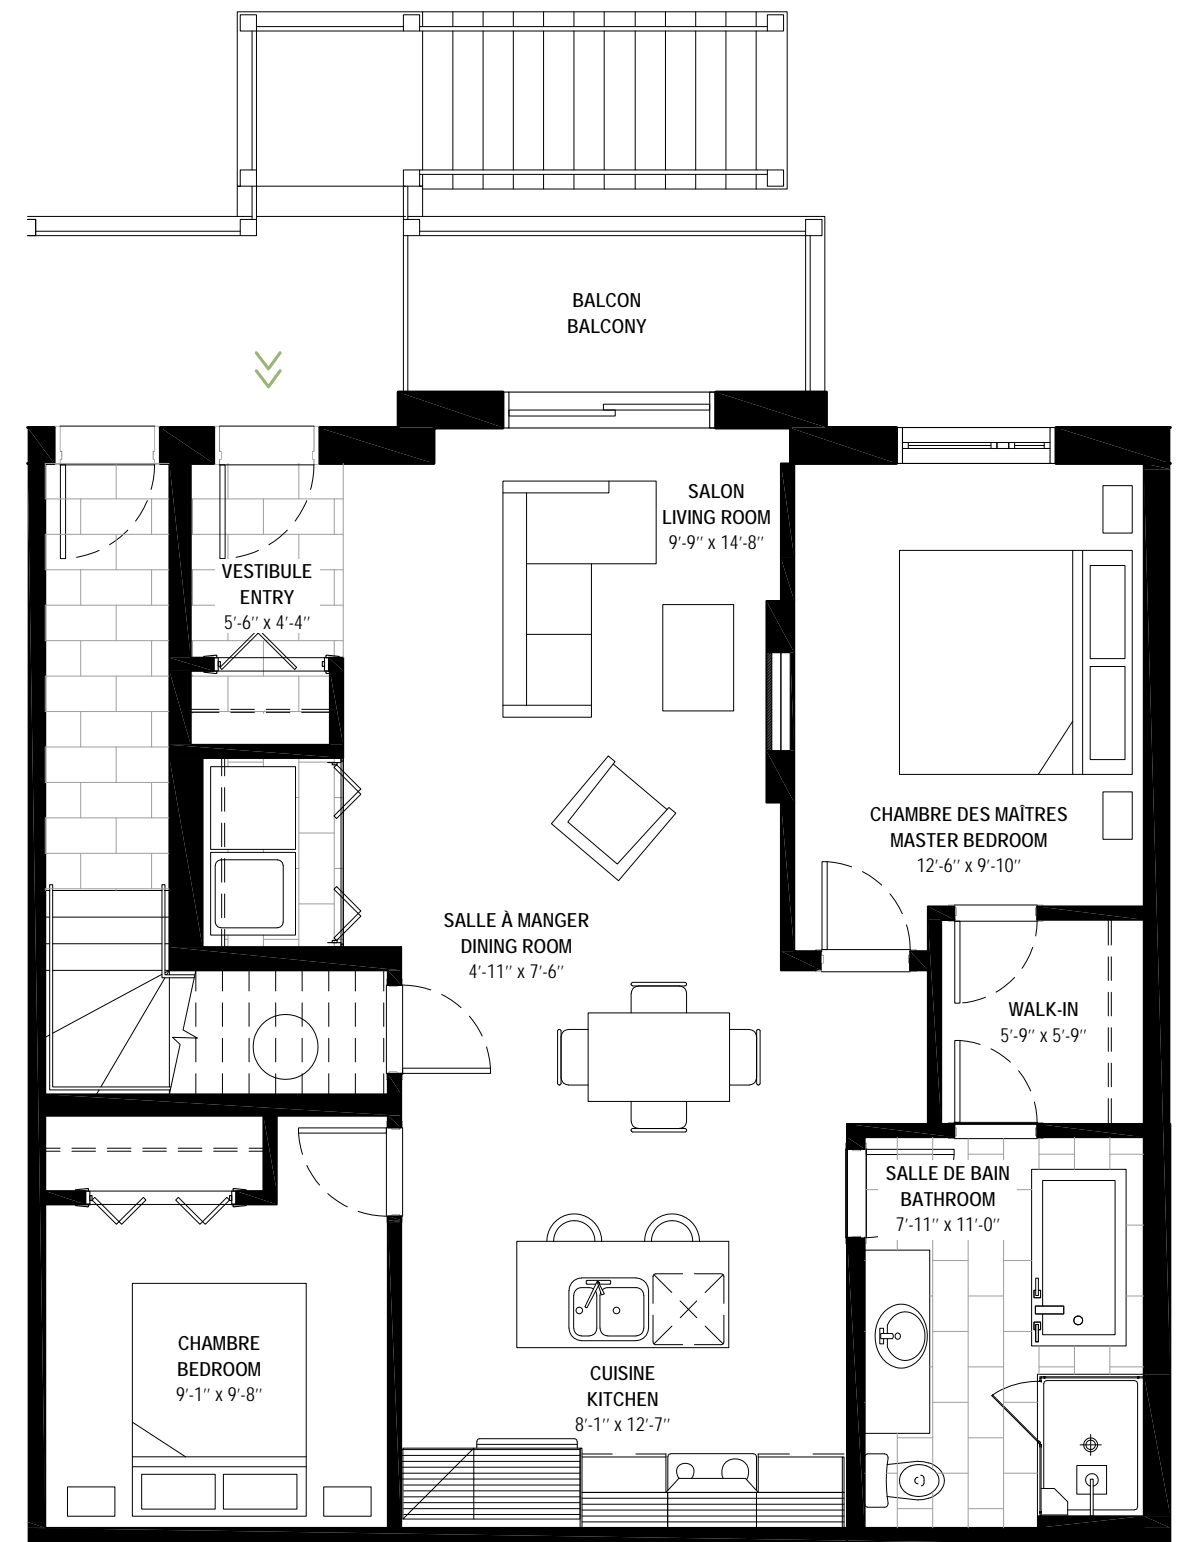 BALCON
BALCONY
SALON
LIVING ROOM
9'-9'' x 14'-8''
VESTIBULE
ENTRY
5'-6'' x 4'-4''
CHAMBRE DES MAÎTRES
MASTER BEDROOM
12'-6'' x 9'-10''
SALLE À MANGER
DINING ROOM
4'-11'' x 7'-6''
WALK-IN
5'-9'' x 5'-9''
SALLE DE BAIN
BATHROOM
7'-11'' x 11'-0''
CHAMBRE
BEDROOM
9'-1'' x 9'-8''
CUISINE
KITCHEN
8'-1'' x 12'-7''